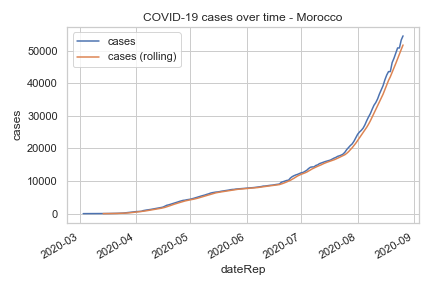 COVID-19 cases over time - Morocco
cases
cases (rolling)
50000
40000
30000
20000
10000
0
cases
2020-03
2020-04
2020-05
2020-06
2020-07
2020-08
2020-09
dateRep